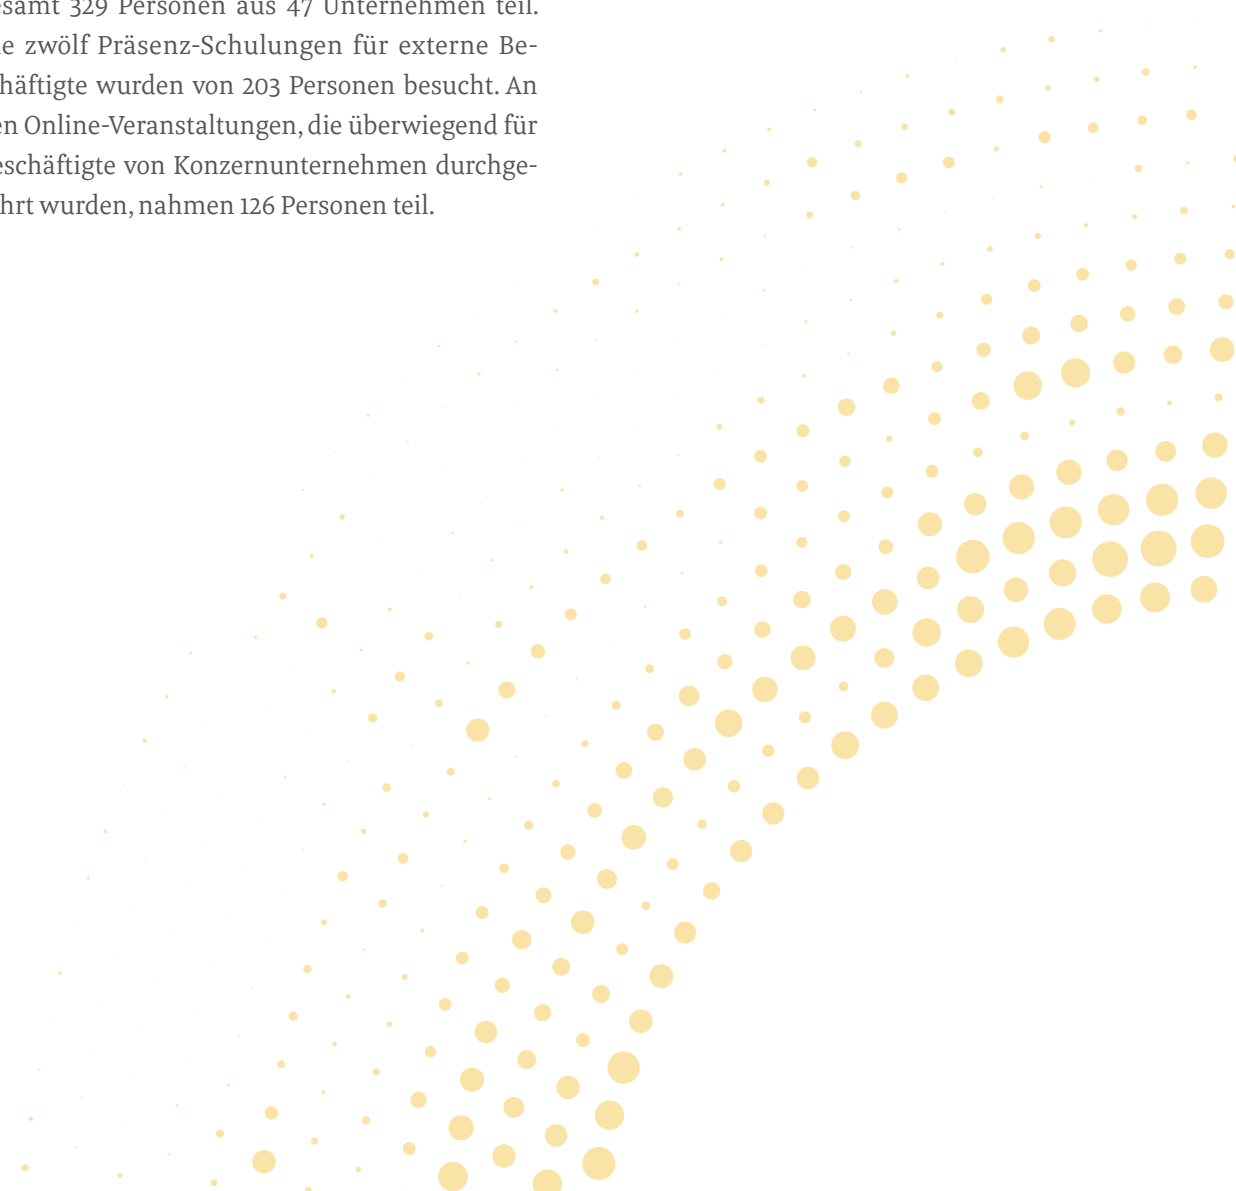 esamt 329 Personen aus 47 Unternehmen teil.
e zwölf Präsenz-Schulungen für externe Be-
häftigte wurden von 203 Personen besucht. An
en Online-Veranstaltungen, die überwiegend für
eschäftigte von Konzernunternehmen durchge-
hrt wurden, nahmen 126 Personen teil.